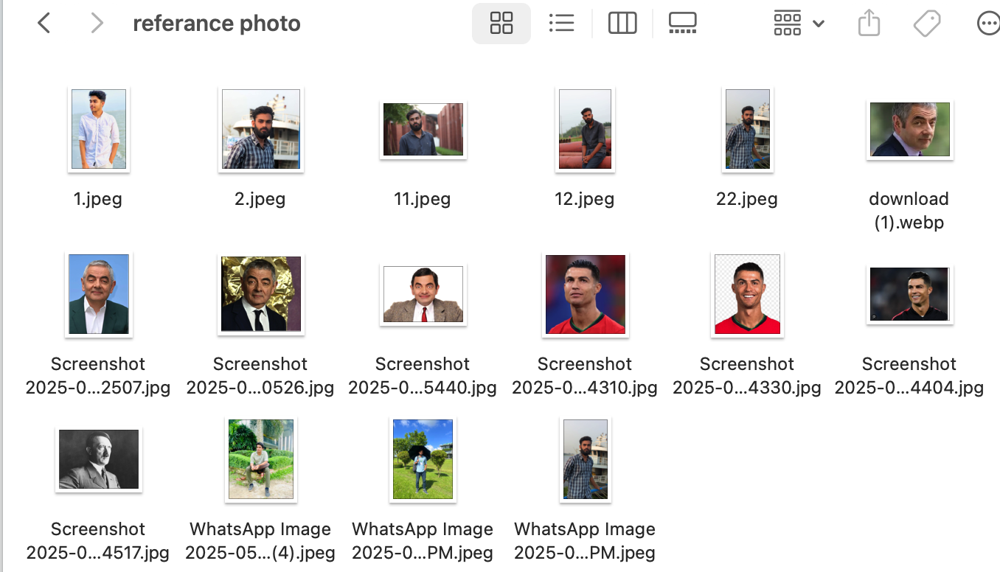 referance photo
1.jpeg
2.jpeg
11.jpeg
12.jpeg
22.jpeg
download
(1).webp
Screenshot
2025-0...2507.jpg
Screenshot
2025-0...0526.jpg
Screenshot
2025-0...5440.jpg
Screenshot
2025-0...4310.jpg
Screenshot
2025-0...4330.jpg
Screenshot
2025-0...4404.jpg
Screenshot
2025-0...4517.jpg
WhatsApp Image
2025-05...(4).jpeg
WhatsApp Image
2025-0...PM.jpeg
WhatsApp Image
2025-0...PM.jpeg